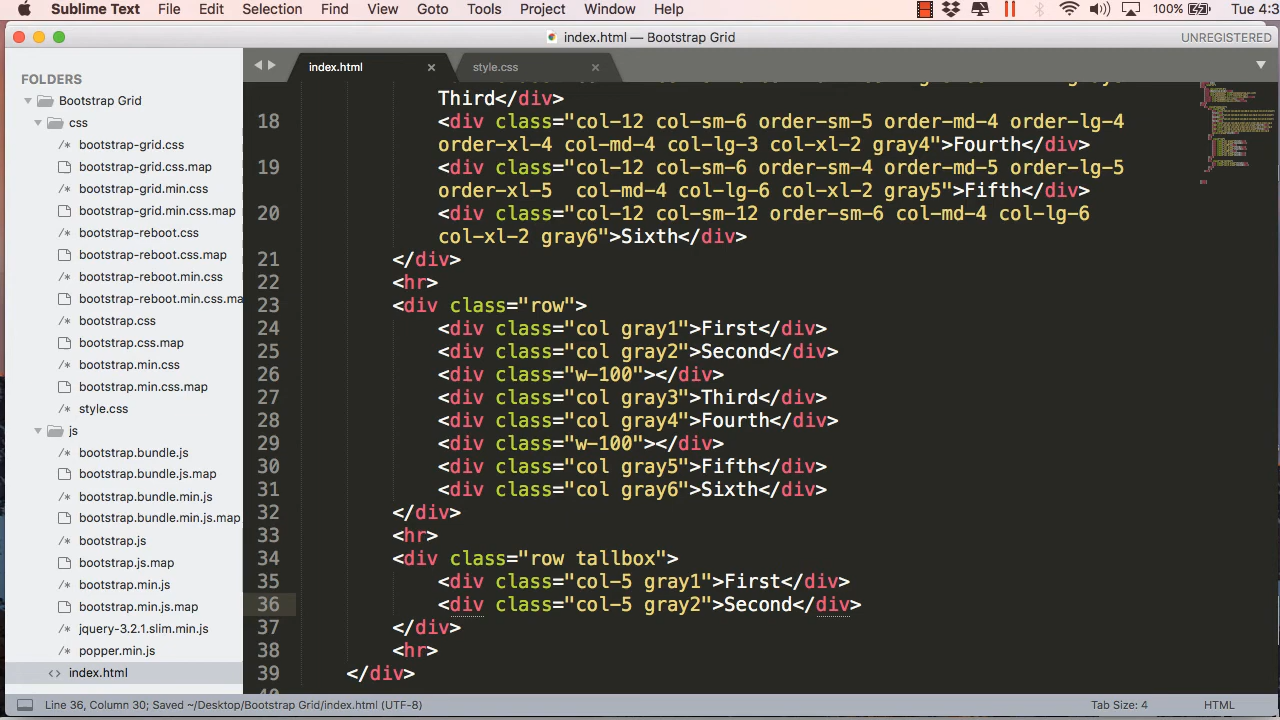 Sublime Text File Edit Selection Find View Goto Tools Project Window Help 100% Tue 4:3
index.html — Bootstrap Grid UNREGISTERED
index.html × style.css ×
FOLDERS
Bootstrap Grid
css
bootstrap-grid.css
bootstrap-grid.css.map
bootstrap-grid.min.css
bootstrap-grid.min.css.map
bootstrap-reboot.css
bootstrap-reboot.css.map
bootstrap-reboot.min.css
bootstrap-reboot.min.css.ma
bootstrap.css
bootstrap.css.map
bootstrap.min.css
bootstrap.min.css.map
style.css
js
bootstrap.bundle.js
bootstrap.bundle.js.map
bootstrap.bundle.min.js
bootstrap.bundle.min.js.map
bootstrap.js
bootstrap.js.map
bootstrap.min.js
bootstrap.min.js.map
jquery-3.2.1.slim.min.js
popper.min.js
index.html
Third</div>
18 <div class="col-12 col-sm-6 order-sm-5 order-md-4 order-lg-4
order-xl-4 col-md-4 col-lg-3 col-xl-2 gray4">Fourth</div>
19 <div class="col-12 col-sm-6 order-sm-4 order-md-5 order-lg-5
order-xl-5  col-md-4 col-lg-6 col-xl-2 gray5">Fifth</div>
20 <div class="col-12 col-sm-12 order-sm-6 col-md-4 col-lg-6
col-xl-2 gray6">Sixth</div>
21 </div>
22 <hr>
23 <div class="row">
24 <div class="col gray1">First</div>
25 <div class="col gray2">Second</div>
26 <div class="w-100"></div>
27 <div class="col gray3">Third</div>
28 <div class="col gray4">Fourth</div>
29 <div class="w-100"></div>
30 <div class="col gray5">Fifth</div>
31 <div class="col gray6">Sixth</div>
32 </div>
33 <hr>
34 <div class="row tallbox">
35 <div class="col-5 gray1">First</div>
36 <div class="col-5 gray2">Second</div>
37 </div>
38 <hr>
39 </div>
Line 36, Column 30; Saved ~/Desktop/Bootstrap Grid/index.html (UTF-8) Tab Size: 4 HTML